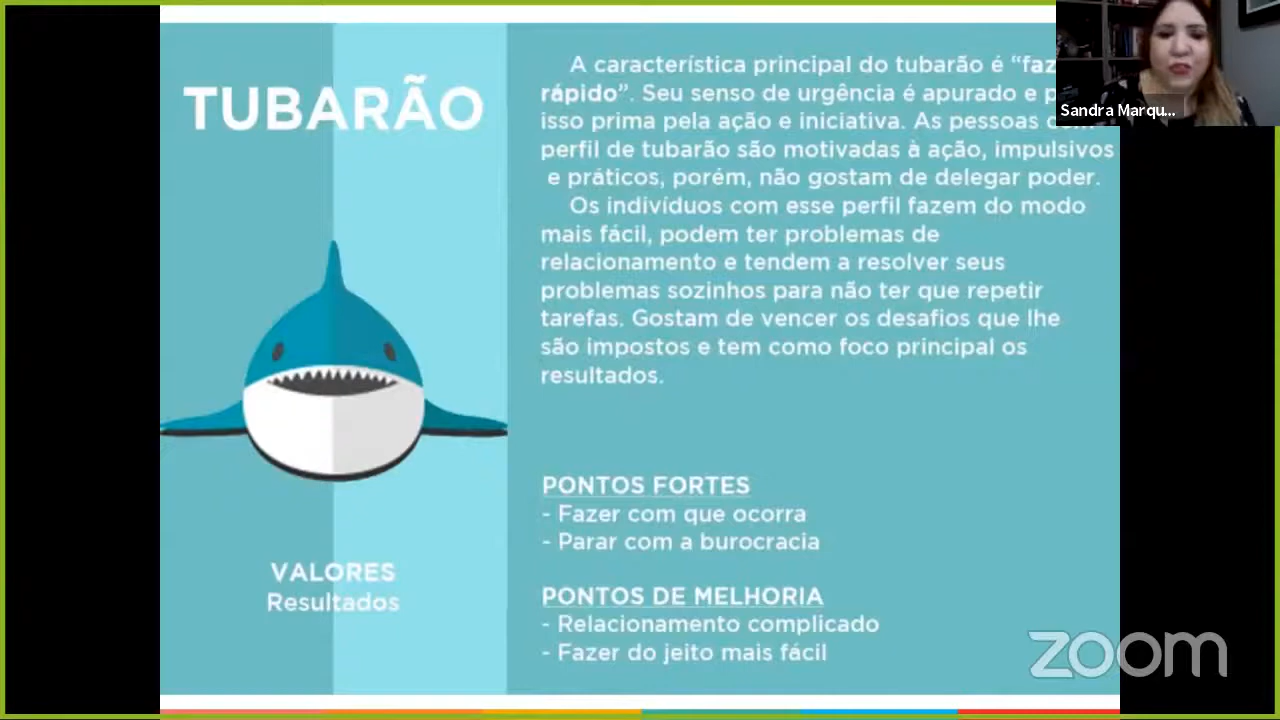 TUBARÃO
VALORES
Resultados
A característica principal do tubarão é “faz
rápido”. Seu senso de urgência é apurado e p
isso prima pela ação e iniciativa. As pessoas
perfil de tubarão são motivadas à ação, impulsivos
e práticos, porém, não gostam de delegar poder.
Os indivíduos com esse perfil fazem do modo
mais fácil, podem ter problemas de
relacionamento e tendem a resolver seus
problemas sozinhos para não ter que repetir
tarefas. Gostam de vencer os desafios que lhe
são impostos e tem como foco principal os
resultados.
PONTOS FORTES
- Fazer com que ocorra
- Parar com a burocracia
PONTOS DE MELHORIA
- Relacionamento complicado
- Fazer do jeito mais fácil
Sandra Marqu...
zoom